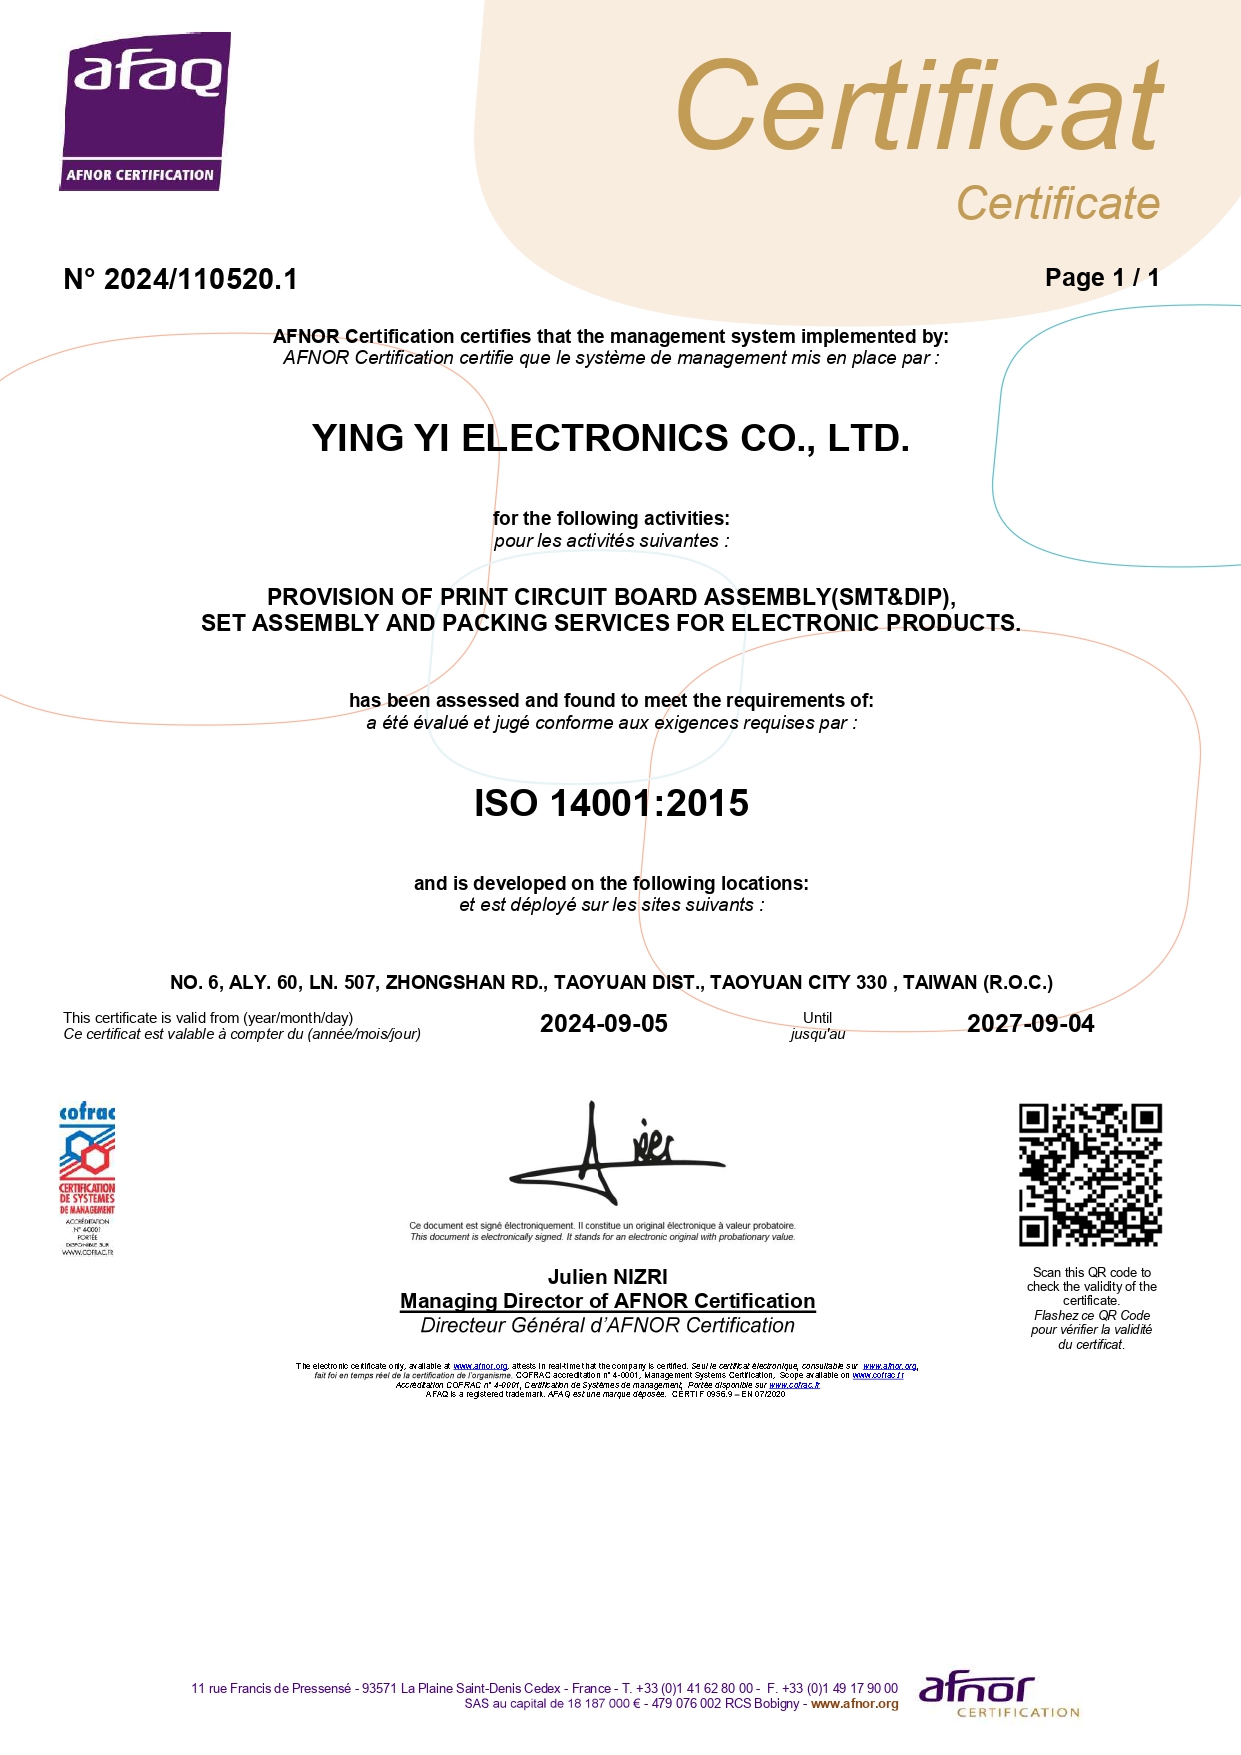 afaq
AFNOR CERTIFICATION
Certificat
Certificate
N° 2024/110520.1
Page 1 / 1
AFNOR Certification certifies that the management system implemented by:
AFNOR Certification certifie que le système de management mis en place par :
YING YI ELECTRONICS CO., LTD.
for the following activities:
pour les activités suivantes :
PROVISION OF PRINT CIRCUIT BOARD ASSEMBLY(SMT&DIP),
SET ASSEMBLY AND PACKING SERVICES FOR ELECTRONIC PRODUCTS.
has been assessed and found to meet the requirements of:
a été évalué et jugé conforme aux exigences requises par :
ISO 14001:2015
and is developed on the following locations:
et est déployé sur les sites suivants :
NO. 6, ALY. 60, LN. 507, ZHONGSHAN RD., TAOYUAN DIST., TAOYUAN CITY 330 , TAIWAN (R.O.C.)
This certificate is valid from (year/month/day)
Ce certificat est valable à compter du (année/mois/jour)
2024-09-05
Until
jusqu'au
2027-09-04
cofrac
CERTIFICATION
DE SYSTEMES
DE MANAGEMENT
ACCRÉDITATION
N° 4-0001
PORTÉE
DISPONIBLE SUR
WWW.COFRAC.FR
Ce document est signé électroniquement. Il constitue un original électronique à valeur probatoire.
This document is electronically signed. It stands for an electronic original with probationary value.
Julien NIZRI
Managing Director of AFNOR Certification
Directeur Général d'AFNOR Certification
Scan this QR code to
check the validity of the
certificate.
Flashez ce QR Code
pour vérifier la validité
du certificat.
The electronic certificate only, available at www.afnor.org, attests in real-time that the company is certified. Seul le certificat électronique, consultable sur www.afnor.org,
fait foi en temps réel de la certification de l'organisme. COFRAC accreditation n° 4-0001, Management Systems Certification, Scope available on www.cofrac.fr
Accréditation COFRAC n° 4-0001, Certification de Systèmes de management, Portée disponible sur www.cofrac.fr
AFAQ is a registered trademark. AFAQ est une marque déposée. CERTI F 0956.9 – EN 07/2020
11 rue Francis de Pressensé - 93571 La Plaine Saint-Denis Cedex - France - T. +33 (0)1 41 62 80 00 - F. +33 (0)1 49 17 90 00
SAS au capital de 18 187 000 € - 479 076 002 RCS Bobigny - www.afnor.org
afnor
CERTIFICATION